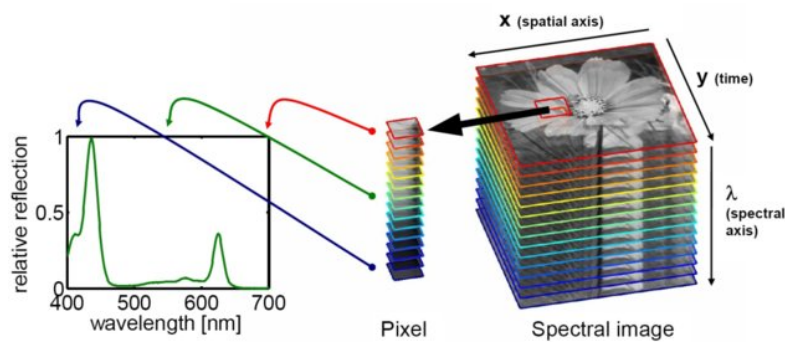 x (spatial axis)
y (time)
λ
(spectral
axis)
1
0.5
0
relative reflection
400 500 600 700
wavelength [nm]
Pixel
Spectral image